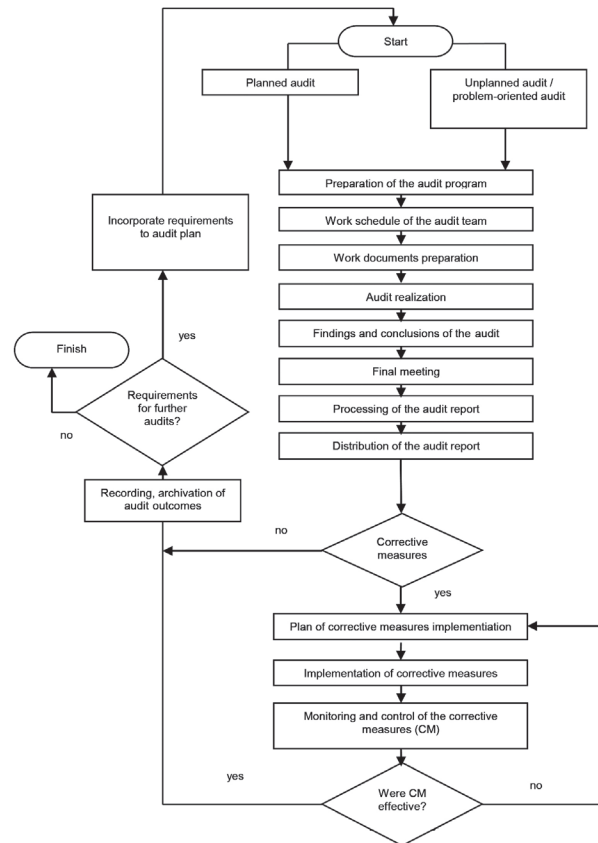 Start
Planned audit
Unplanned audit /
problem-oriented audit
Preparation of the audit program
Incorporate requirements
to audit plan
Work schedule of the audit team
Work documents preparation
Audit realization
yes
Findings and conclusions of the audit
Finish
Final meeting
Requirements
for further
audits?
no
Processing of the audit report
Distribution of the audit report
Recording, archivation of
audit outcomes
no
Corrective
measures
yes
Plan of corrective measures implementiation
Implementation of corrective measures
Monitoring and control of the corrective
measures (CM)
yes
Were CM
effective?
no